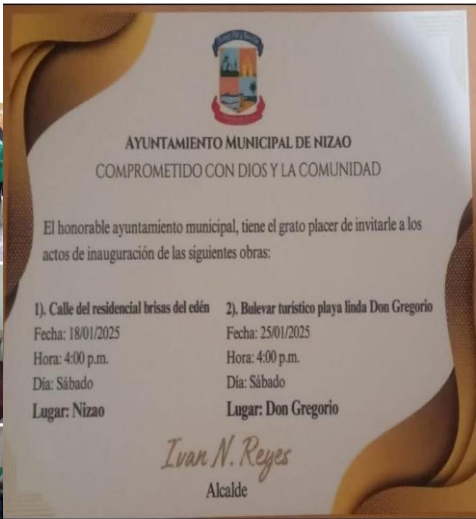 AYUNTAMIENTO MUNICIPAL DE NIZAO
COMPROMETIDO CON DIOS Y LA COMUNIDAD
El honorable ayuntamiento municipal, tiene el grato placer de invitarle a los
actos de inauguración de las siguientes obras:
1). Calle del residencial brisas del edén
Fecha: 18/01/2025
Hora: 4:00 p.m.
Día: Sábado
Lugar: Nizao
2). Bulevar turístico playa linda Don Gregorio
Fecha: 25/01/2025
Hora: 4:00 p.m.
Día: Sábado
Lugar: Don Gregorio
Ivan N. Reyes
Alcalde